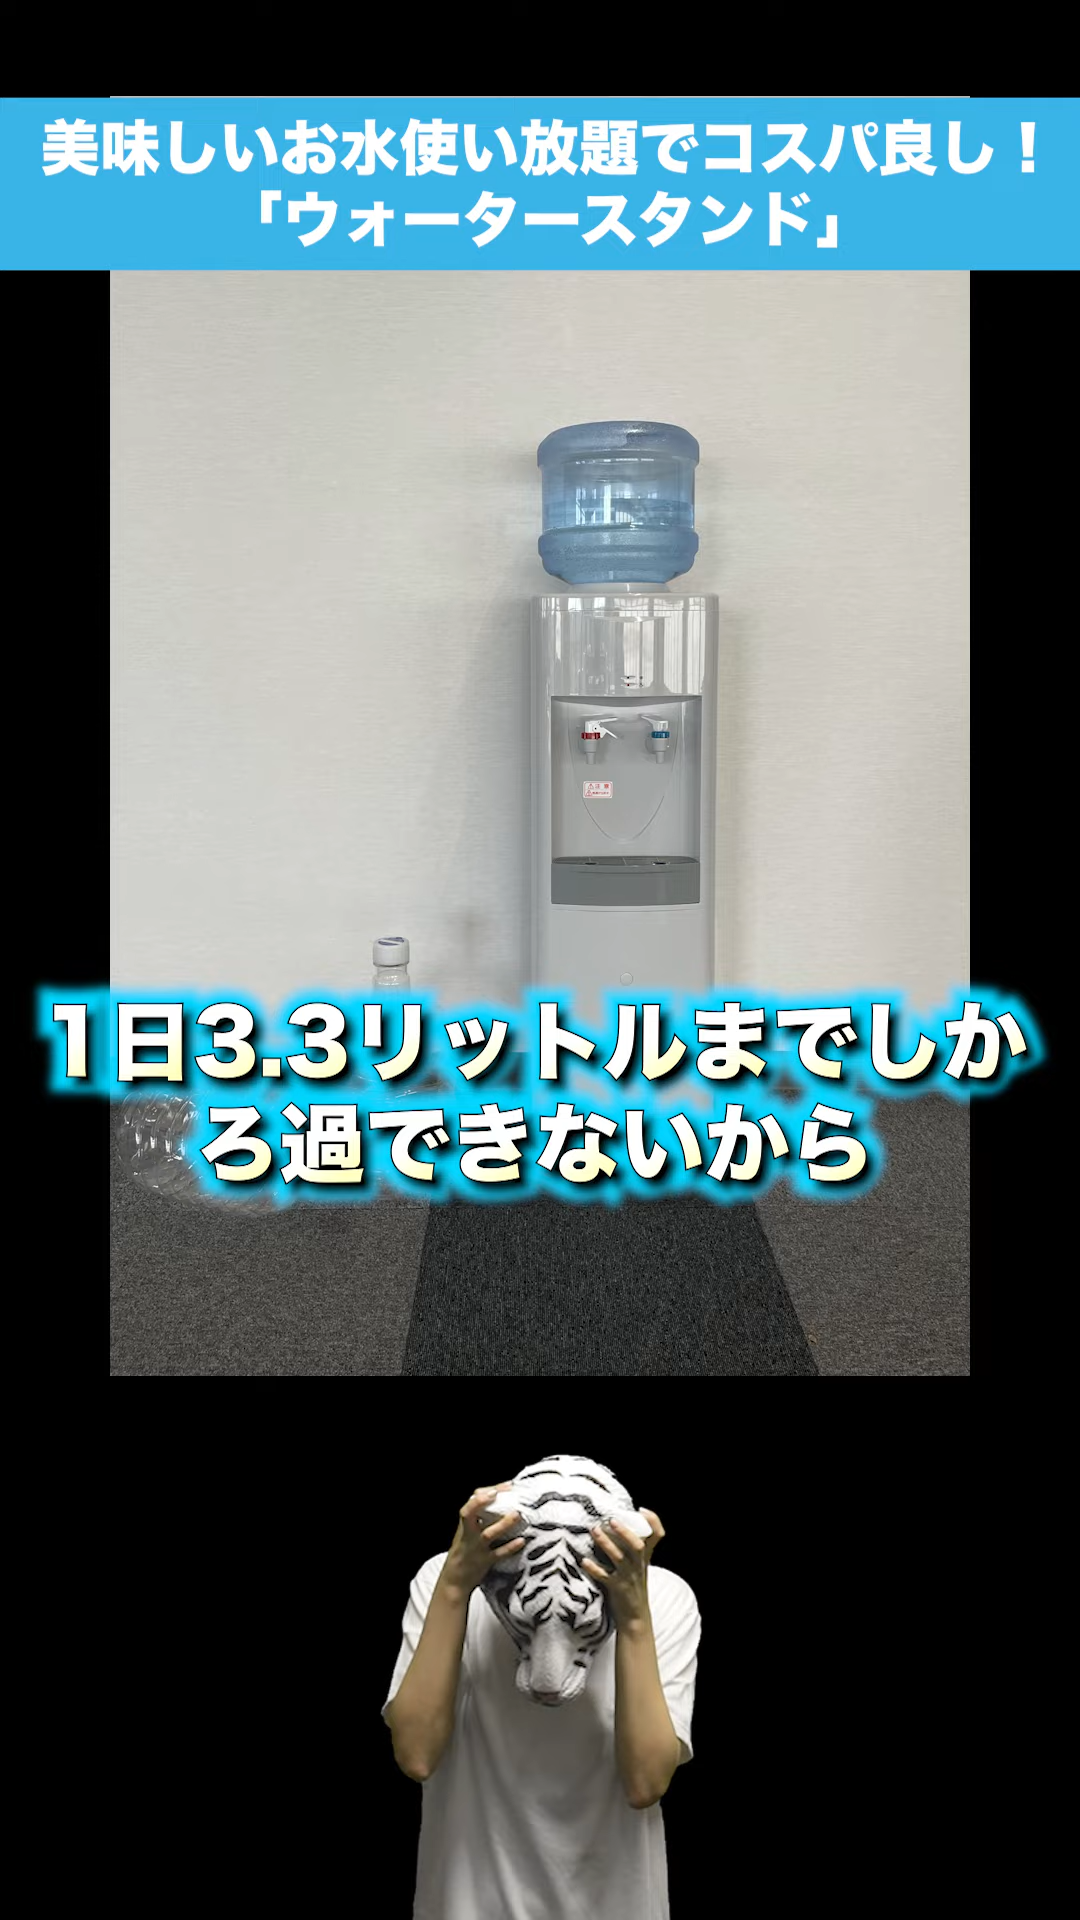 美味しいお水使い放題でコスパ良し！
「ウォータースタンド」
1日3.3リットルまでしか
ろ過できないから